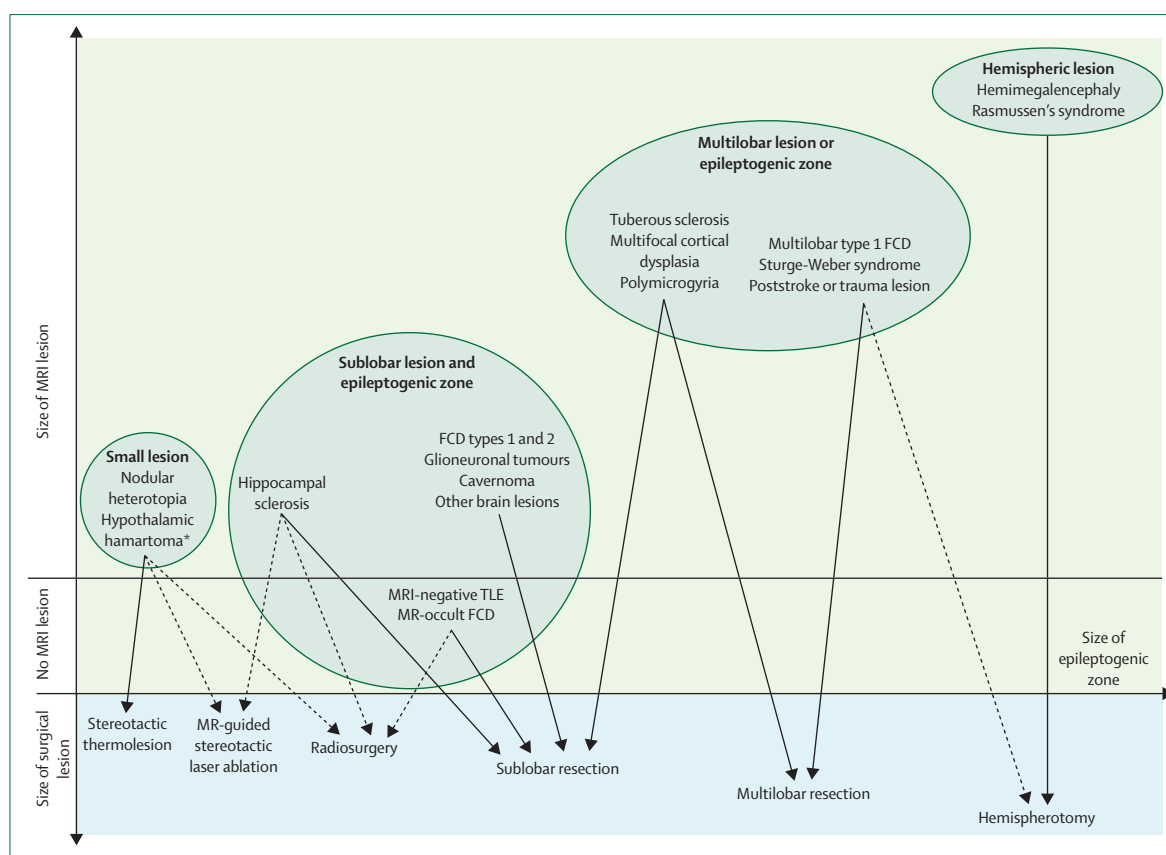 Hemispheric lesion
Hemimegalencephaly
Rasmussen's syndrome
Multilobar lesion or
epileptogenic zone
Tuberous sclerosis
Multifocal cortical
dysplasia
Polymicrogyria
Multilobar type 1 FCD
Sturge-Weber syndrome
Poststroke or trauma lesion
Size of MRI lesion
Sublobar lesion and
epileptogenic zone
Small lesion
Nodular
heterotopia
Hypothalamic
hamartoma*
Hippocampal
sclerosis
FCD types 1 and 2
Glioneuronal tumours
Cavernoma
Other brain lesions
No MRI lesion
MRI-negative TLE
MR-occult FCD
Size of
epileptogenic
zone
Size of surgical
lesion
Stereotactic
thermolesion
MR-guided
stereotactic
laser ablation
Radiosurgery
Sublobar resection
Multilobar resection
Hemispherotomy